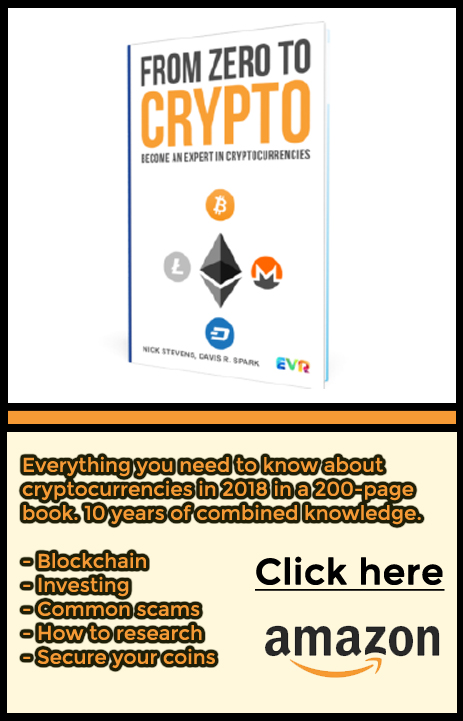 FROM ZERO TO
CRYPTO
BECOME AN EXPERT IN CRYPTOCURRENCIES
NICK STEVENS, DAVIS R. SPARK
EVR
Everything you need to know about
cryptocurrencies in 2018 in a 200-page
book. 10 years of combined knowledge.
- Blockchain
- Investing
- Common scams
- How to research
- Secure your coins
Click here
amazon